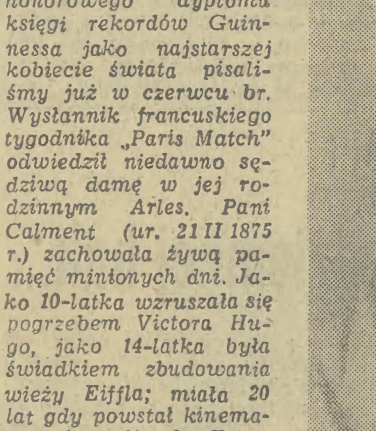 honorowego dyplomu
księgi rekordów Guin-
nessa jako najstarszej
kobiecie świata pisali-
śmy już w czerwcu br.
Wysłannik francuskiego
tygodnika „Paris Match”
odwiedził niedawno sę-
dziwą damę w jej ro-
dzinnym Arles. Pani
Calment (ur. 21 II 1875
r.) zachowała żywą pa-
mięć minionych dni. Ja-
ko 10-latka wzruszała się
pogrzebem Victora Hu-
go, jako 14-latka była
świadkiem zbudowania
wieży Eiffla; miała 20
lat gdy powstał kinema-